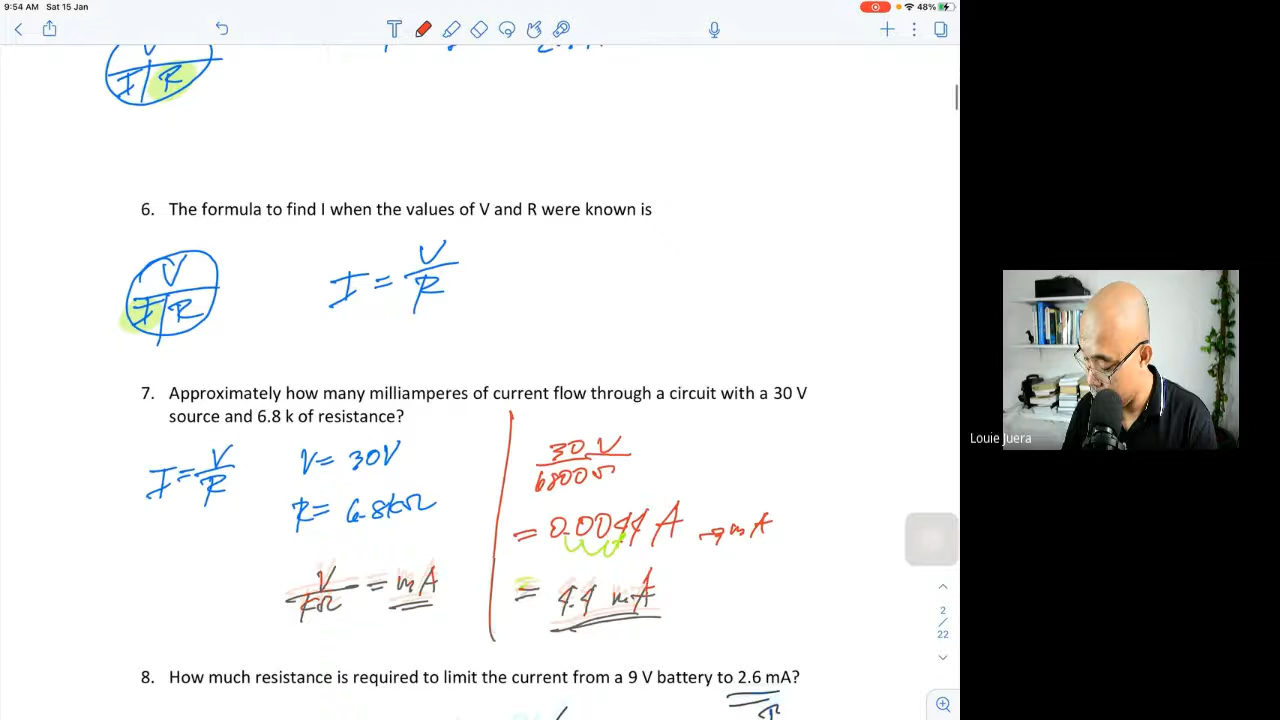 9:54 AM Sat 15 Jan
48%
T
V
I R
6. The formula to find I when the values of V and R were known is
V
I R
I = V/R
7. Approximately how many milliamperes of current flow through a circuit with a 30 V
source and 6.8 k of resistance?
I = V/R
V = 30V
R = 6.8kΩ
V/kΩ = mA
30 V/6800Ω
= 0.0044 A → mA
= 4.4 mA
8. How much resistance is required to limit the current from a 9 V battery to 2.6 mA?
R
Louie Juera
2
/
22